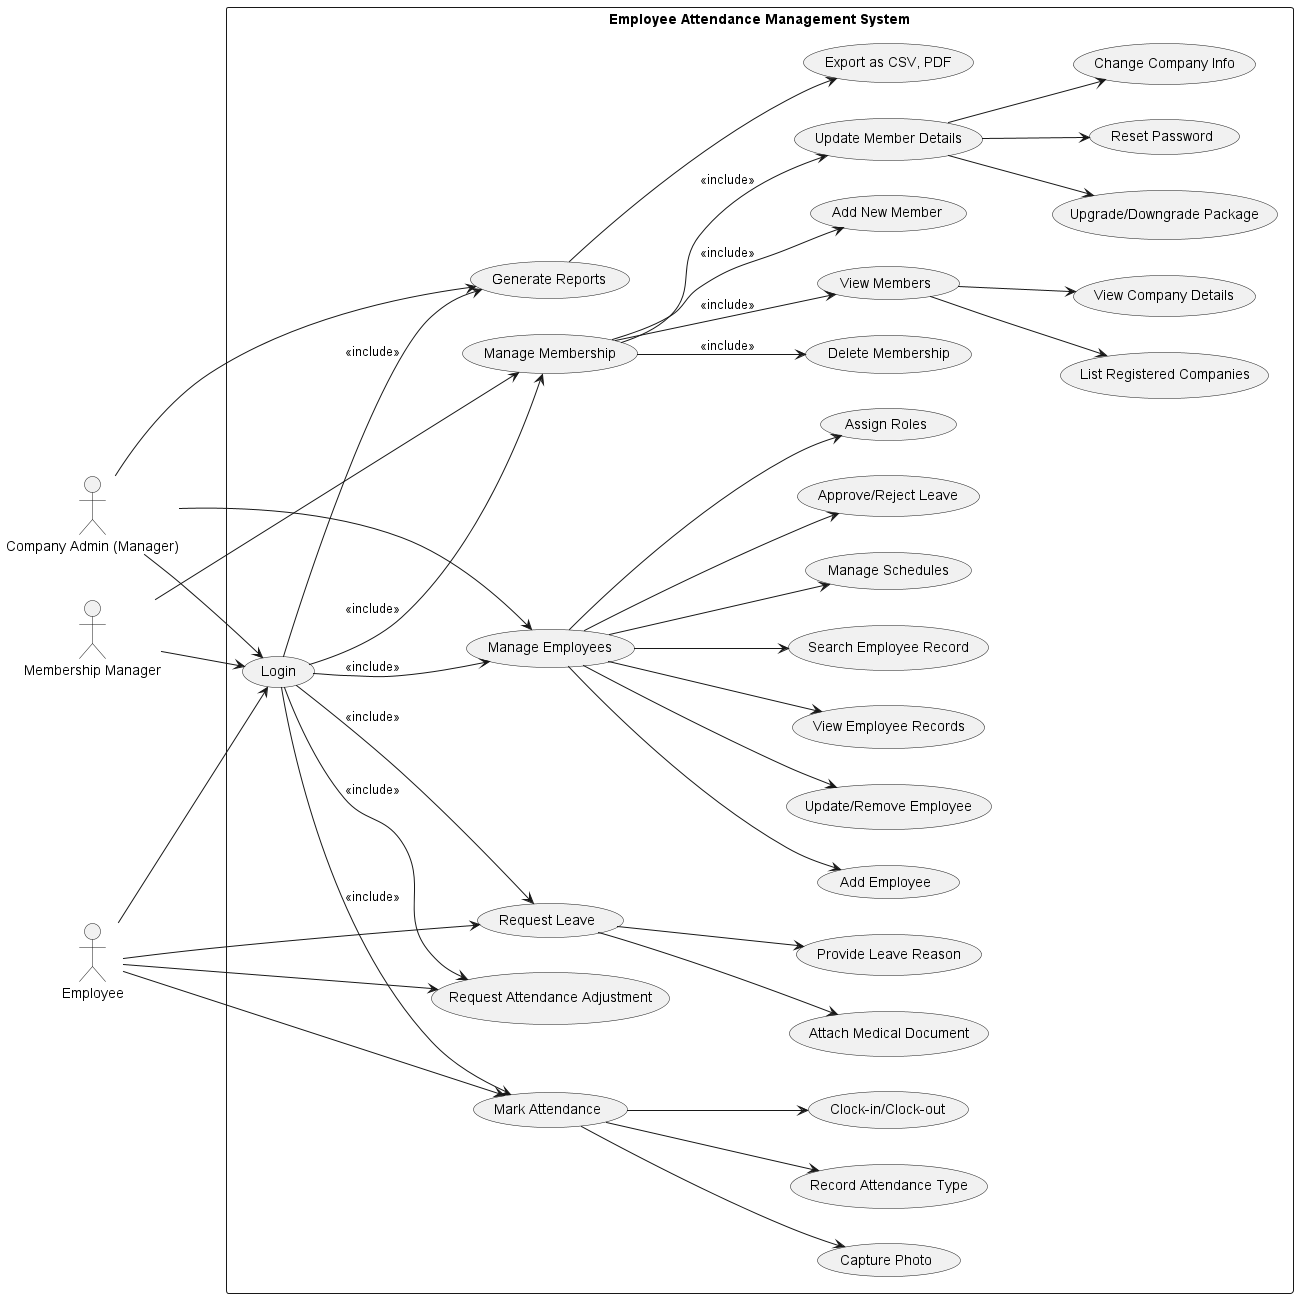 Employee Attendance Management System
Export as CSV, PDF
Change Company Info
Update Member Details
Reset Password
«include»
Add New Member
Upgrade/Downgrade Package
«include»
Generate Reports
View Members
View Company Details
«include»
«include»
Manage Membership
«include»
Delete Membership
List Registered Companies
Assign Roles
Approve/Reject Leave
Company Admin (Manager)
Manage Schedules
«include»
Manage Employees
Search Employee Record
Membership Manager
Login
«include»
«include»
View Employee Records
«include»
Update/Remove Employee
Add Employee
«include»
Request Leave
Provide Leave Reason
Employee
Request Attendance Adjustment
Attach Medical Document
Mark Attendance
Clock-in/Clock-out
Record Attendance Type
Capture Photo